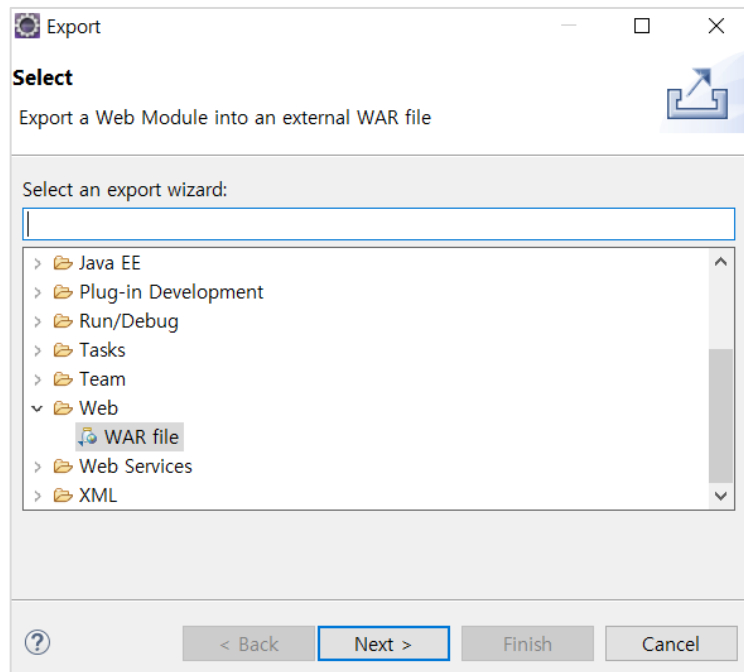 Export
Select
Export a Web Module into an external WAR file
Select an export wizard:
Java EE
Plug-in Development
Run/Debug
Tasks
Team
Web
WAR file
Web Services
XML
< Back Next > Finish Cancel